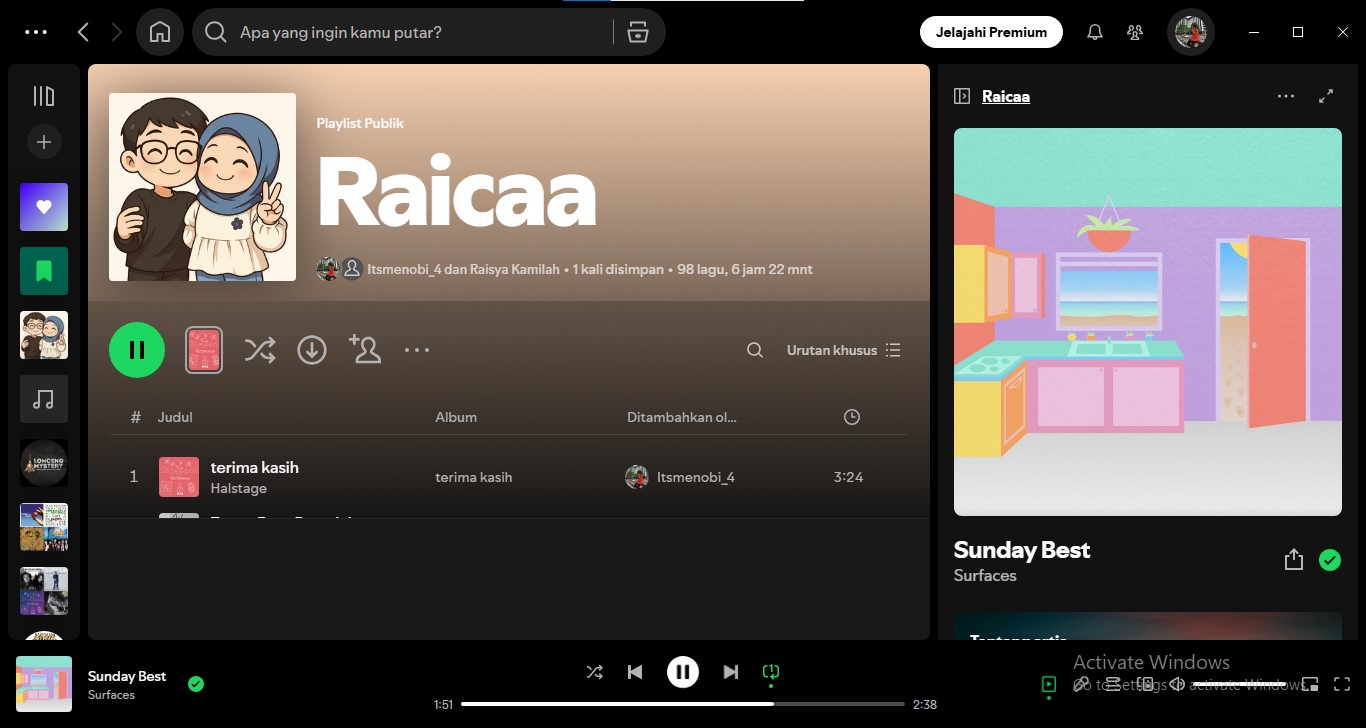 Apa yang ingin kamu putar?
Jelajahi Premium
Playlist Publik
Raicaa
Itsmenobi_4 dan Raisya Kamilah • 1 kali disimpan • 98 lagu, 6 jam 22 mnt
Urutan khusus
# Judul Album Ditambahkan ol...
1 terima kasih terima kasih Itsmenobi_4 3:24
Halstage
LONCENG
MYSTERY
Raicaa
Sunday Best
Surfaces
Tentang artis
Sunday Best
Surfaces
1:51 2:38
Activate Windows
Go to Settings to activate Windows.